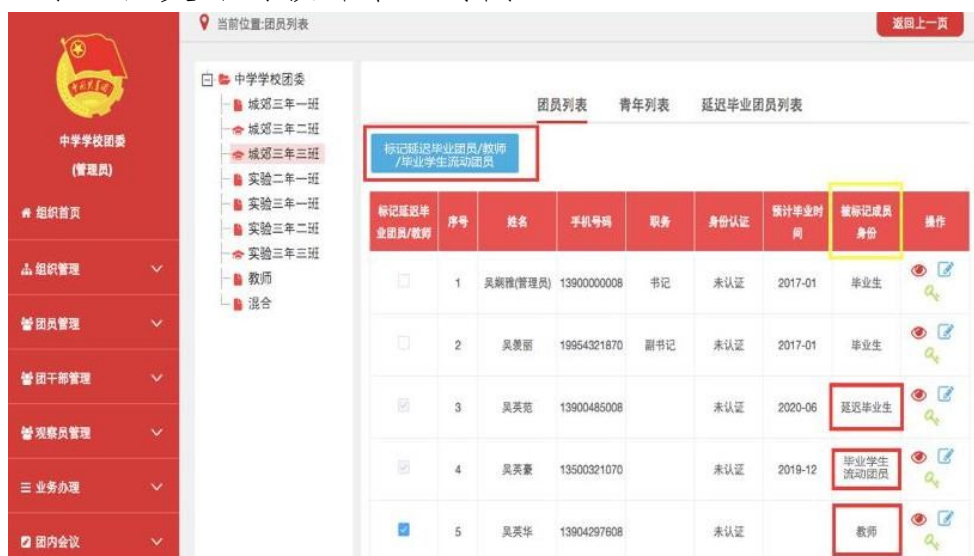 当前位置:团员列表
返回上一页
中学学校团委
(管理员)
组织首页
组织管理
团员管理
团干部管理
观察员管理
业务办理
团内会议
中学学校团委
城郊三年一班
城郊三年二班
城郊三年三班
实验二年一班
实验三年一班
实验三年二班
实验三年三班
教师
混合
团员列表 青年列表 延迟毕业团员列表
标记延迟毕业团员/教师
/毕业学生流动团员
标记延迟毕业团员/教师 序号 姓名 手机号码 职务 身份认证 预计毕业时间 被标记成员身份 操作
1 (管理员) 13900000008 书记 未认证 2017-01 毕业生
2 19954321870 副书记 未认证 2017-01 毕业生
3 吴英范 13900485008 未认证 2020-06 延迟毕业生
4 吴英豪 13500321070 未认证 2019-12 毕业学生流动团员
5 吴英华 13904297608 未认证 教师